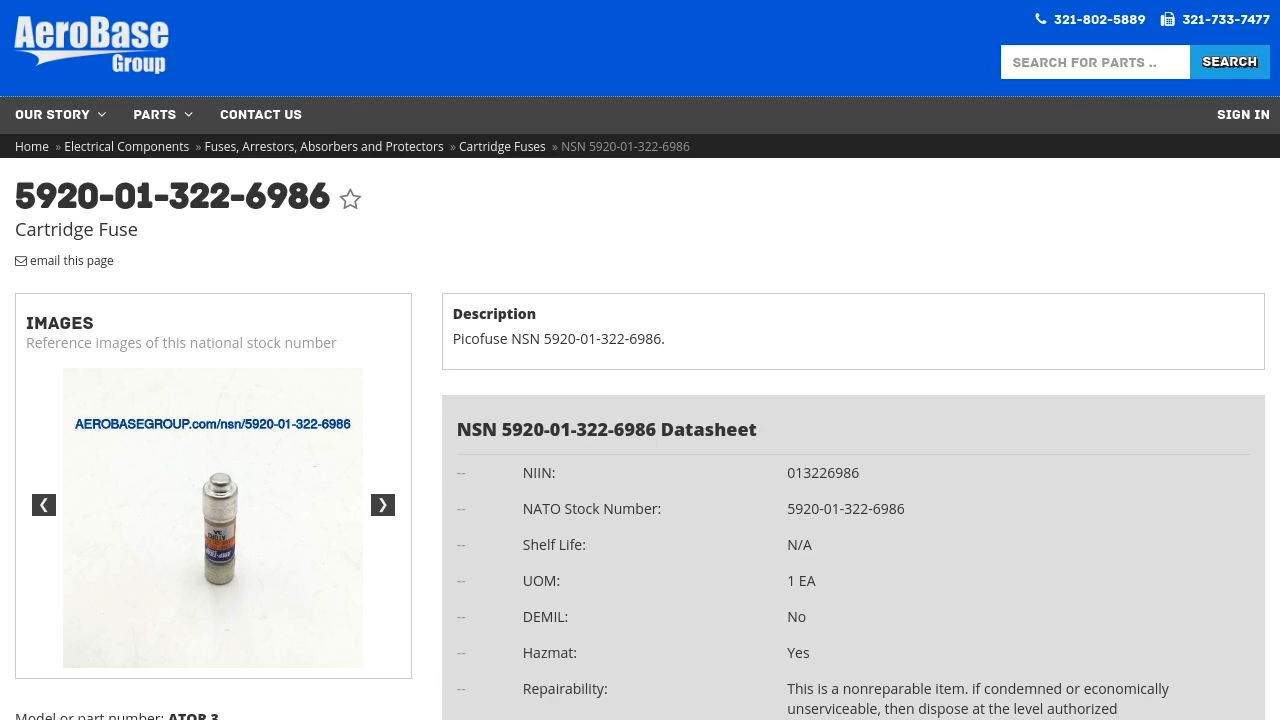 AeroBase
Group
321-802-5889 321-733-7477
SEARCH FOR PARTS .. SEARCH
OUR STORY PARTS CONTACT US SIGN IN
Home » Electrical Components » Fuses, Arrestors, Absorbers and Protectors » Cartridge Fuses » NSN 5920-01-322-6986
5920-01-322-6986
Cartridge Fuse
email this page
IMAGES
Reference images of this national stock number
AEROBASEGROUP.com/nsn/5920-01-322-6986
❮ ❯
Model or part number: ATQR 3
Description
Picofuse NSN 5920-01-322-6986.
NSN 5920-01-322-6986 Datasheet
-- NIIN: 013226986
-- NATO Stock Number: 5920-01-322-6986
-- Shelf Life: N/A
-- UOM: 1 EA
-- DEMIL: No
-- Hazmat: Yes
-- Repairability: This is a nonreparable item. if condemned or economically
unserviceable, then dispose at the level authorized